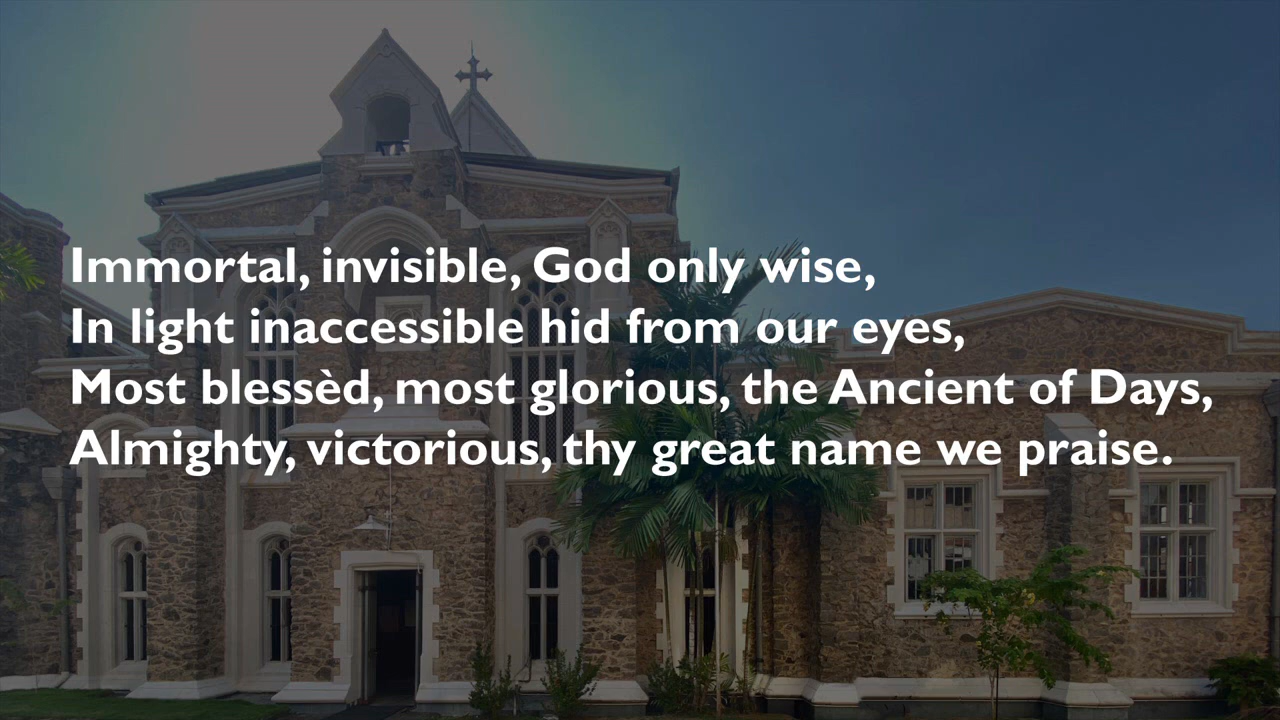 Immortal, invisible, God only wise,
In light inaccessible hid from our eyes,
Most blessèd, most glorious, the Ancient of Days,
Almighty, victorious, thy great name we praise.